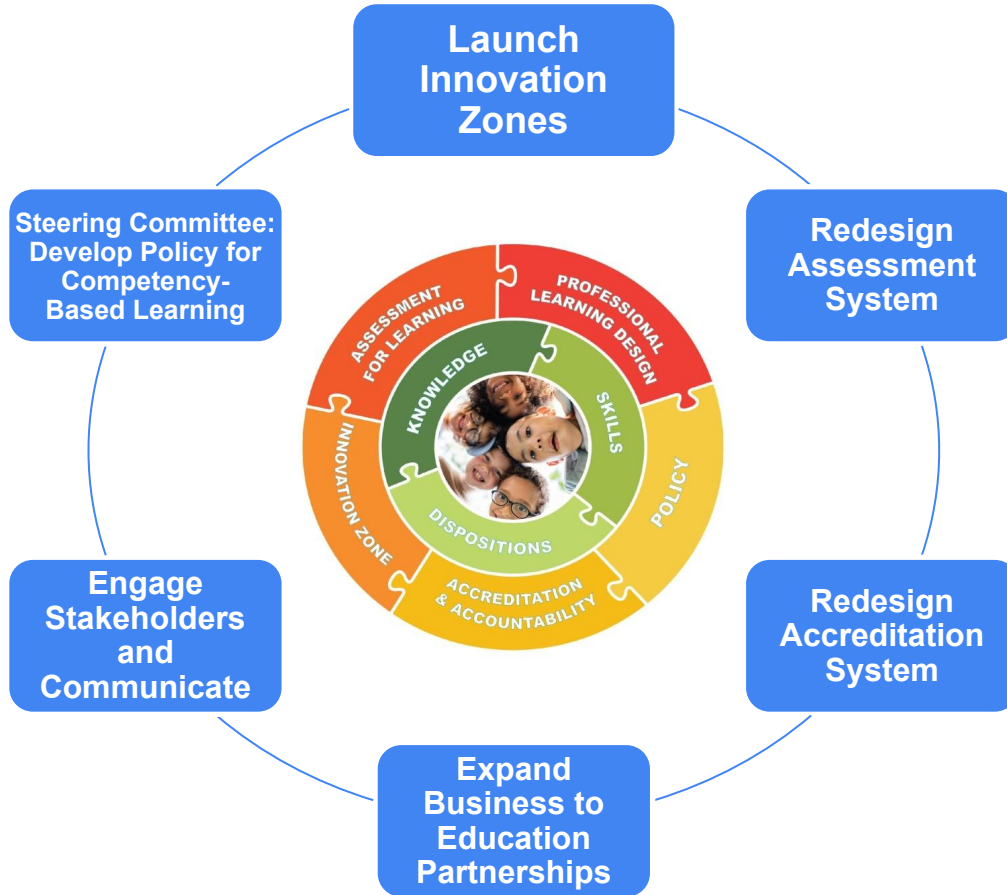 Launch
Innovation
Zones
Steering Committee:
Develop Policy for
Competency-
Based Learning
Redesign
Assessment
System
ASSESSMENT
FOR LEARNING
PROFESSIONAL
LEARNING DESIGN
KNOWLEDGE
SKILLS
INNOVATION ZONE
POLICY
DISPOSITIONS
ACCREDITATION
& ACCOUNTABILITY
Engage
Stakeholders
and
Communicate
Redesign
Accreditation
System
Expand
Business to
Education
Partnerships